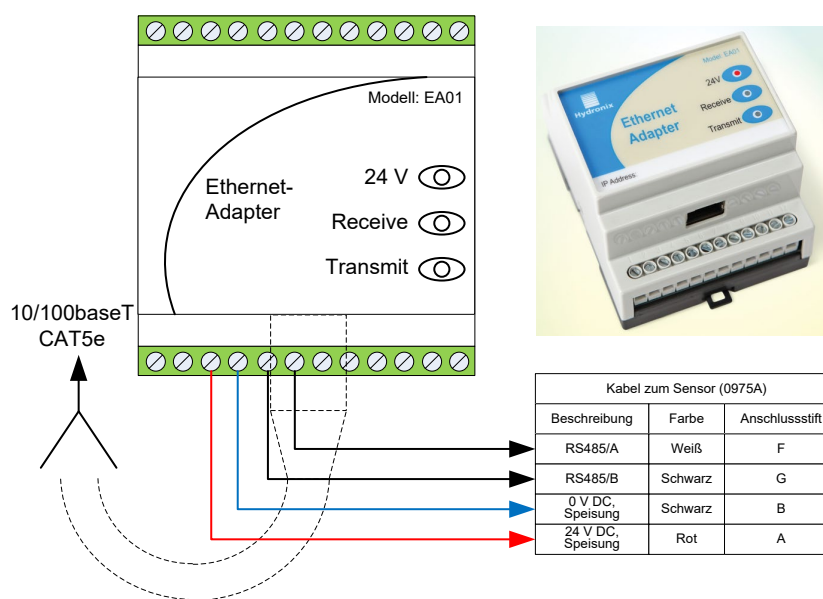 Modell: EA01
Ethernet-
Adapter
24 V
Receive
Transmit
10/100baseT
CAT5e
Model: EA01
24V
Receive
Transmit
Hydronix
Ethernet
Adapter
IP Address:
Kabel zum Sensor (0975A)
Beschreibung Farbe Anschlussstift
RS485/A Weiß F
RS485/B Schwarz G
0 V DC,
Speisung Schwarz B
24 V DC,
Speisung Rot A